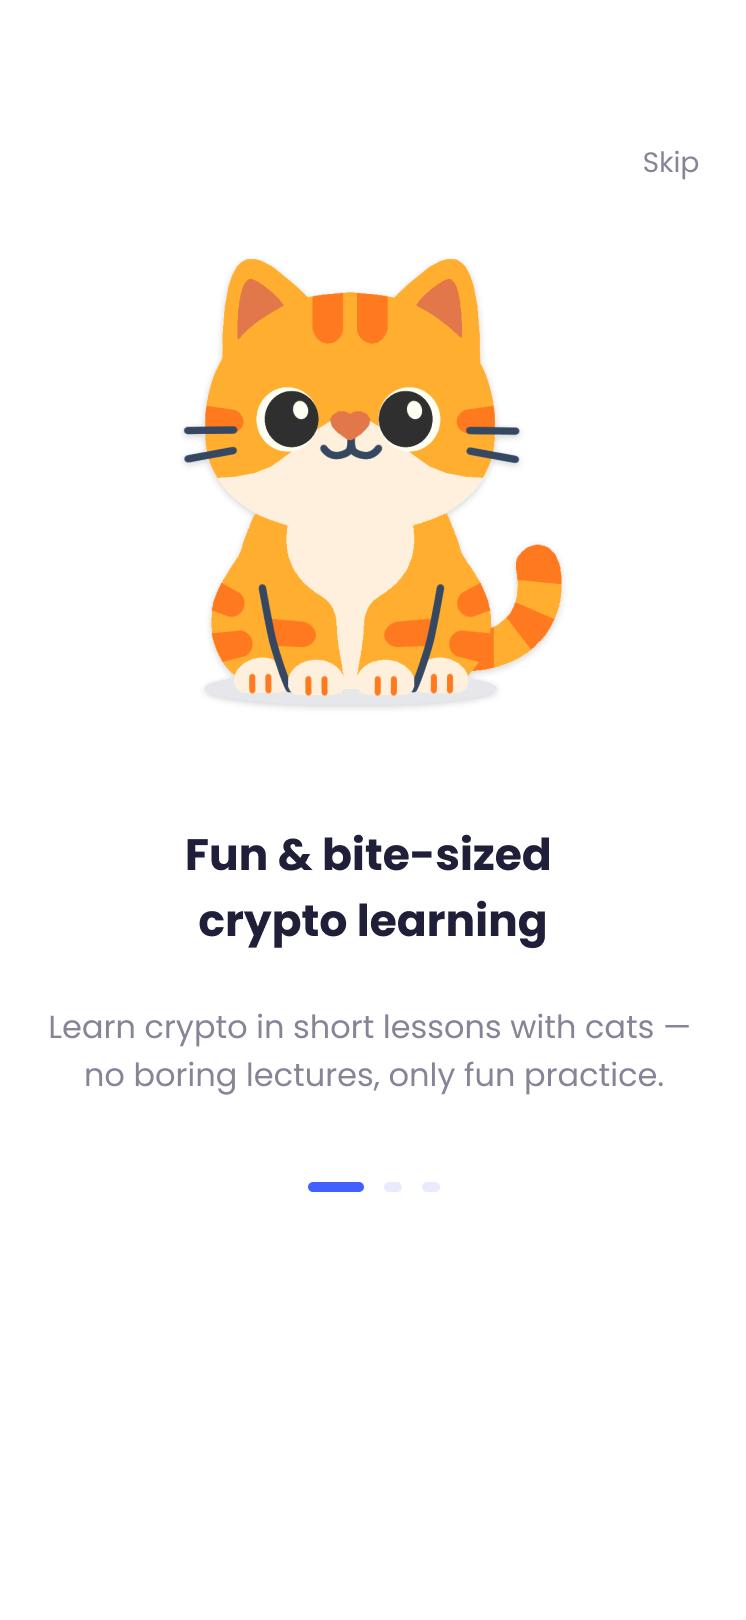 Skip
Fun & bite-sized
crypto learning
Learn crypto in short lessons with cats —
no boring lectures, only fun practice.